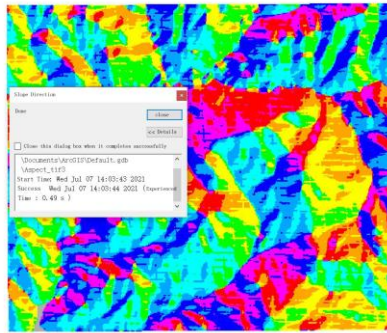 Slope Direction
Done
close
<< Details
Close this dialog box when it completes successfully
\Documents\ArcGIS\Default.gdb
\Aspect_tif3
Start Time: Wed Jul 07 14:03:43 2021
Success  Wed Jul 07 14:03:44 2021 (Experienced
Time : 0.49 s )